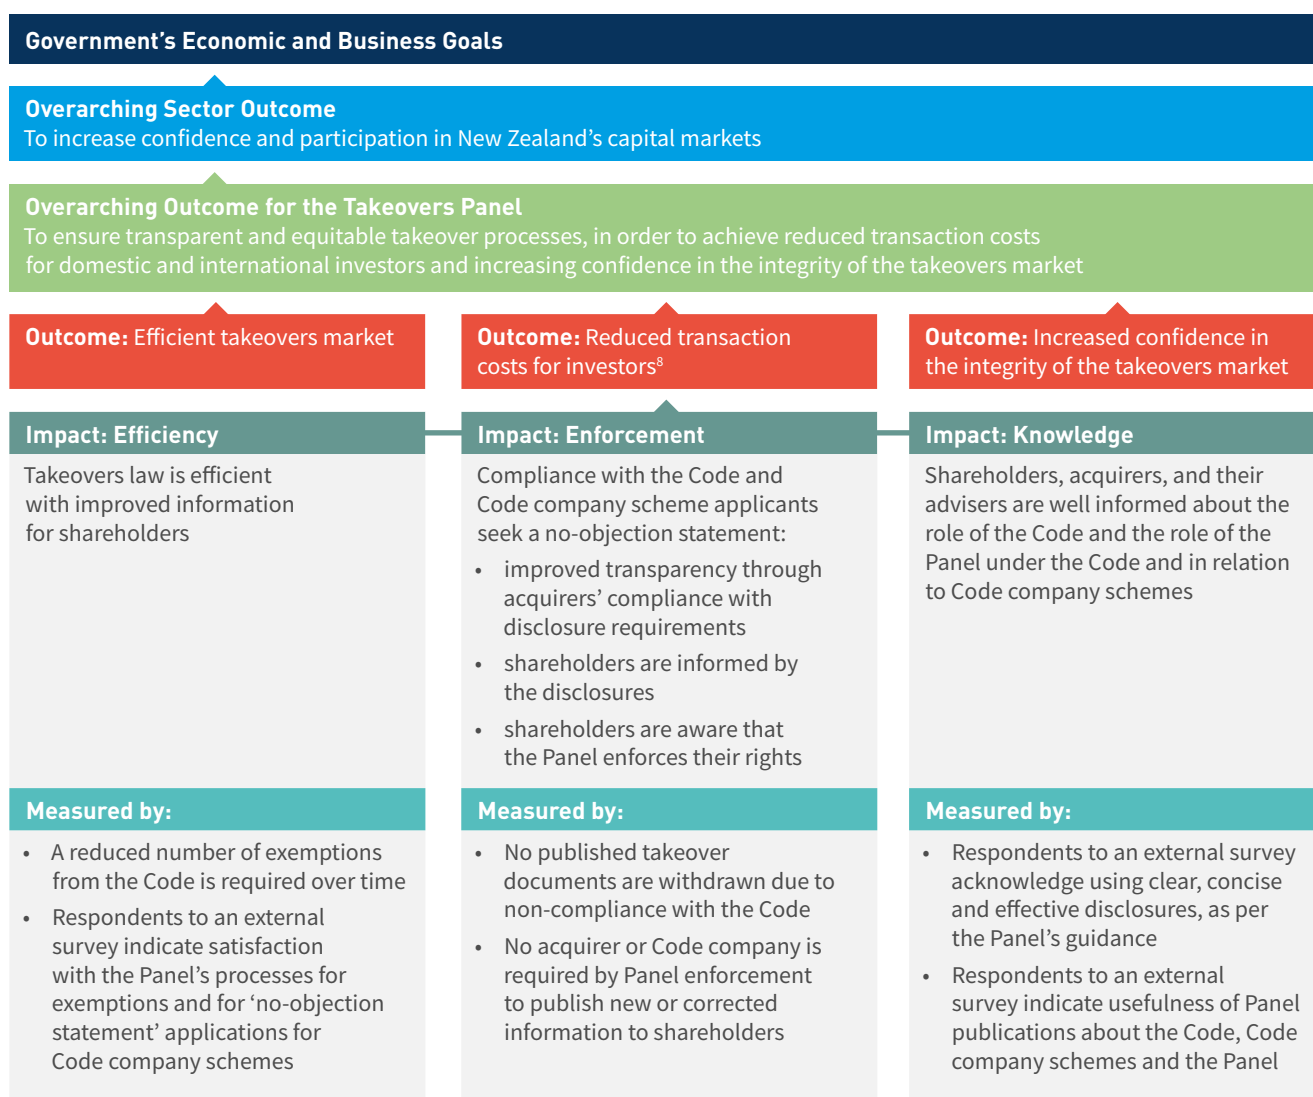 Government’s Economic and Business Goals
Overarching Sector Outcome
To increase confidence and participation in New Zealand’s capital markets
Overarching Outcome for the Takeovers Panel
To ensure transparent and equitable takeover processes, in order to achieve reduced transaction costs
for domestic and international investors and increasing confidence in the integrity of the takeovers market
Outcome: Efficient takeovers market
Outcome: Reduced transaction
costs for investors⁸
Outcome: Increased confidence in
the integrity of the takeovers market
Impact: Efficiency
Takeovers law is efficient
with improved information
for shareholders
Impact: Enforcement
Compliance with the Code and
Code company scheme applicants
seek a no-objection statement:
• improved transparency through
acquirers’ compliance with
disclosure requirements
• shareholders are informed by
the disclosures
• shareholders are aware that
the Panel enforces their rights
Impact: Knowledge
Shareholders, acquirers, and their
advisers are well informed about the
role of the Code and the role of the
Panel under the Code and in relation
to Code company schemes
Measured by:
• A reduced number of exemptions
from the Code is required over time
• Respondents to an external
survey indicate satisfaction
with the Panel’s processes for
exemptions and for ‘no-objection
statement’ applications for
Code company schemes
Measured by:
• No published takeover
documents are withdrawn due to
non-compliance with the Code
• No acquirer or Code company is
required by Panel enforcement
to publish new or corrected
information to shareholders
Measured by:
• Respondents to an external survey
acknowledge using clear, concise
and effective disclosures, as per
the Panel’s guidance
• Respondents to an external
survey indicate usefulness of Panel
publications about the Code, Code
company schemes and the Panel